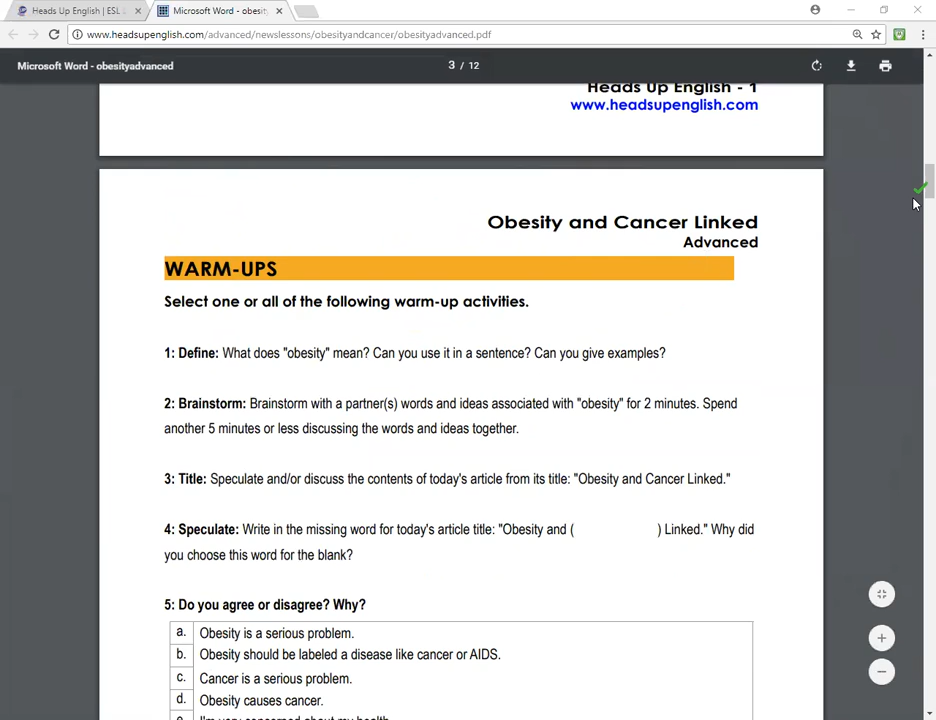 Heads Up English | ESL
Microsoft Word - obesity
www.headsupenglish.com/advanced/newslessons/obesityandcancer/obesityadvanced.pdf
Microsoft Word - obesityadvanced
3 / 12
Heads Up English - 1
www.headsupenglish.com
Obesity and Cancer Linked
Advanced
WARM-UPS
Select one or all of the following warm-up activities.
1: Define: What does "obesity" mean? Can you use it in a sentence? Can you give examples?
2: Brainstorm: Brainstorm with a partner(s) words and ideas associated with "obesity" for 2 minutes. Spend
another 5 minutes or less discussing the words and ideas together.
3: Title: Speculate and/or discuss the contents of today's article from its title: "Obesity and Cancer Linked."
4: Speculate: Write in the missing word for today's article title: "Obesity and ( ) Linked." Why did
you choose this word for the blank?
5: Do you agree or disagree? Why?
a. Obesity is a serious problem.
b. Obesity should be labeled a disease like cancer or AIDS.
c. Cancer is a serious problem.
d. Obesity causes cancer.
e. I'm very concerned about my health.